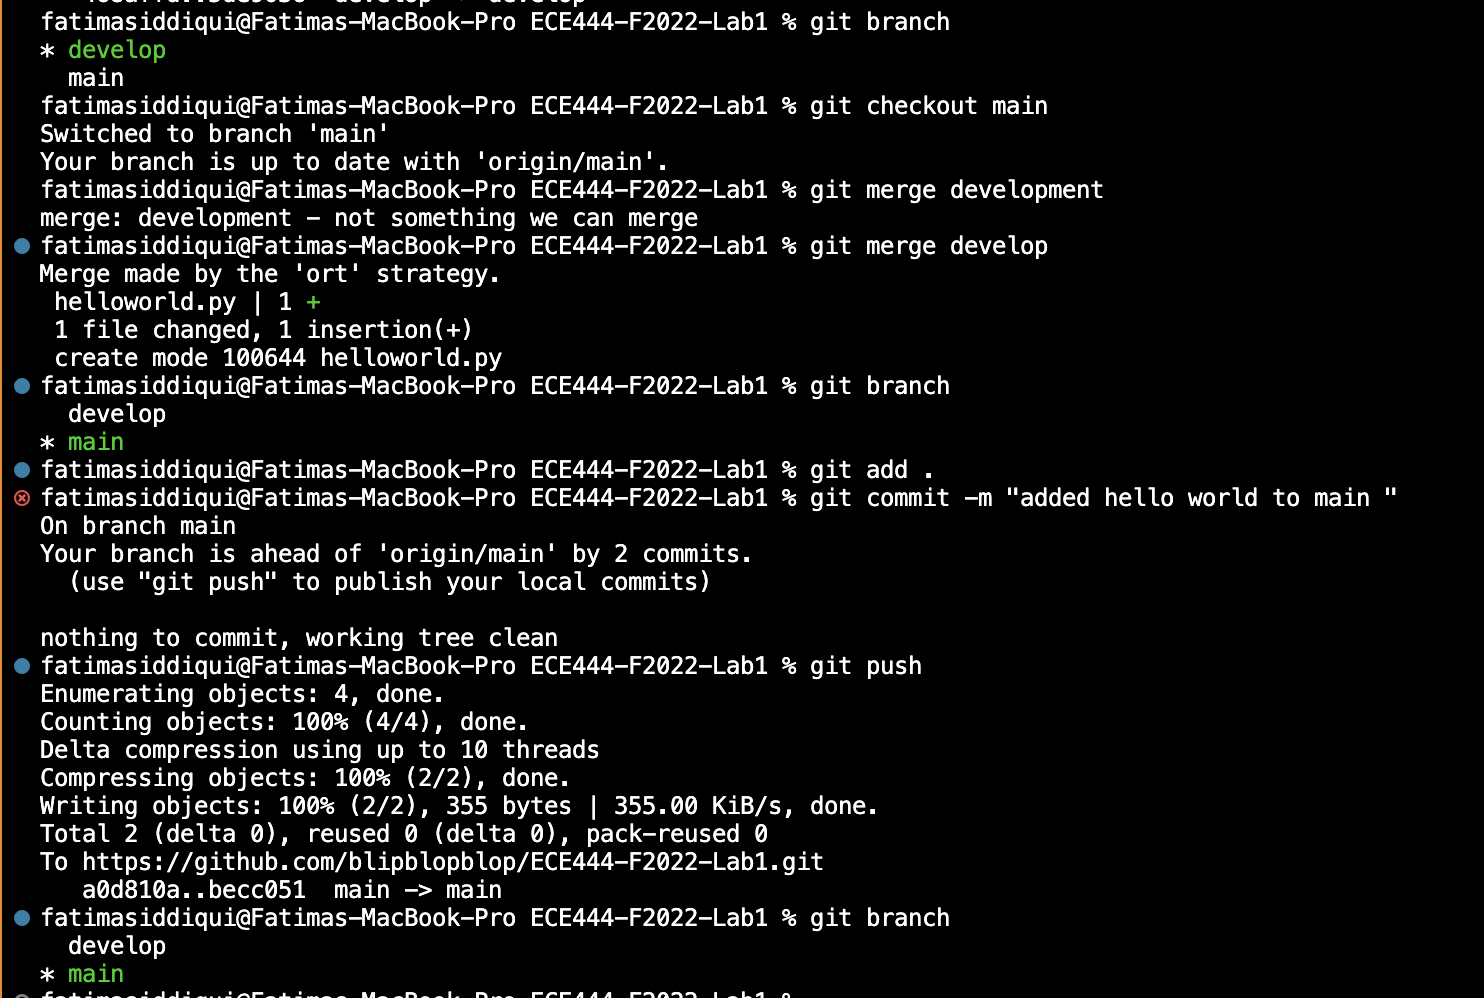 develop -> develop
fatimasiddiqui@Fatimas-MacBook-Pro ECE444-F2022-Lab1 % git branch
* develop
  main
fatimasiddiqui@Fatimas-MacBook-Pro ECE444-F2022-Lab1 % git checkout main
Switched to branch 'main'
Your branch is up to date with 'origin/main'.
fatimasiddiqui@Fatimas-MacBook-Pro ECE444-F2022-Lab1 % git merge development
merge: development - not something we can merge
fatimasiddiqui@Fatimas-MacBook-Pro ECE444-F2022-Lab1 % git merge develop
Merge made by the 'ort' strategy.
 helloworld.py | 1 +
 1 file changed, 1 insertion(+)
 create mode 100644 helloworld.py
fatimasiddiqui@Fatimas-MacBook-Pro ECE444-F2022-Lab1 % git branch
  develop
* main
fatimasiddiqui@Fatimas-MacBook-Pro ECE444-F2022-Lab1 % git add .
fatimasiddiqui@Fatimas-MacBook-Pro ECE444-F2022-Lab1 % git commit -m "added hello world to main "
On branch main
Your branch is ahead of 'origin/main' by 2 commits.
  (use "git push" to publish your local commits)

nothing to commit, working tree clean
fatimasiddiqui@Fatimas-MacBook-Pro ECE444-F2022-Lab1 % git push
Enumerating objects: 4, done.
Counting objects: 100% (4/4), done.
Delta compression using up to 10 threads
Compressing objects: 100% (2/2), done.
Writing objects: 100% (2/2), 355 bytes | 355.00 KiB/s, done.
Total 2 (delta 0), reused 0 (delta 0), pack-reused 0
To https://github.com/blipblopblop/ECE444-F2022-Lab1.git
   a0d810a..becc051  main -> main
fatimasiddiqui@Fatimas-MacBook-Pro ECE444-F2022-Lab1 % git branch
  develop
* main
fatimasiddiqui@Fatimas-MacBook-Pro ECE444-F2022-Lab1 %